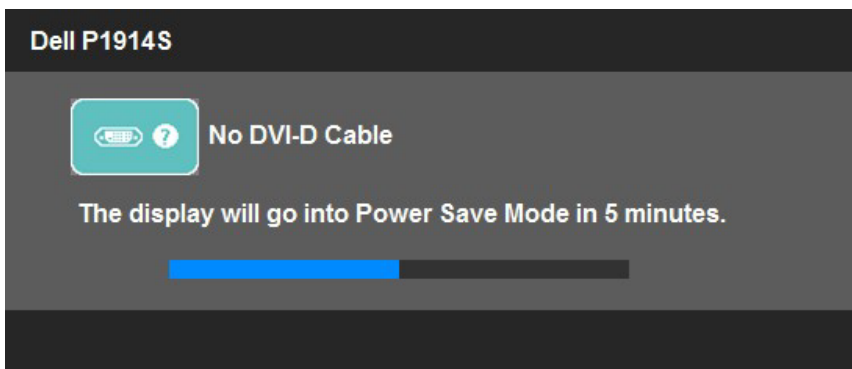 Dell P1914S
? No DVI-D Cable
The display will go into Power Save Mode in 5 minutes.